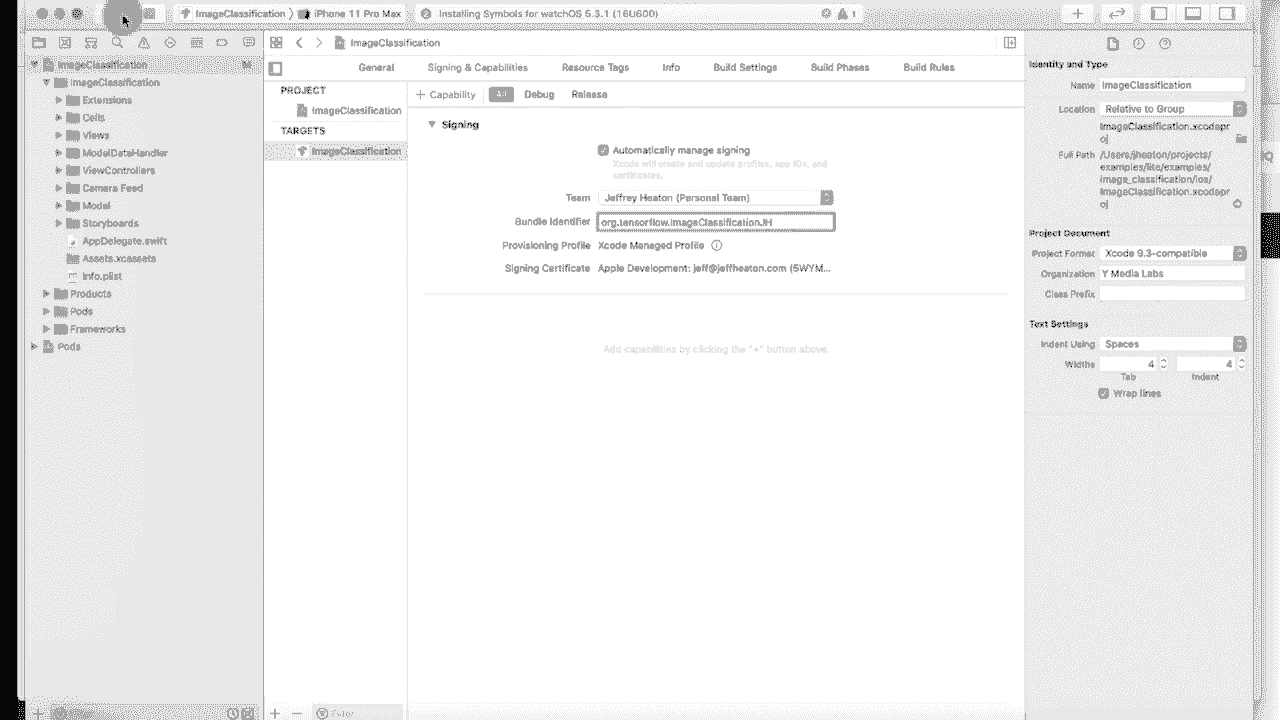 ImageClassification 〉 iPhone 11 Pro Max
Installing Symbols for watchOS 5.3.1 (16U600)
1
ImageClassification
ImageClassification
M
ImageClassification
Extensions
Cells
Views
ModelDataHandler
ViewControllers
Camera Feed
Model
Storyboards
AppDelegate.swift
Assets.xcassets
Info.plist
Products
Pods
Frameworks
Pods
General
Signing & Capabilities
Resource Tags
Info
Build Settings
Build Phases
Build Rules
PROJECT
ImageClassification
TARGETS
ImageClassification
Filter
+ Capability
All
Debug
Release
Signing
Automatically manage signing
Xcode will create and update profiles, app IDs, and
certificates.
Team Jeffrey Heaton (Personal Team)
Bundle Identifier org.tensorflow.ImageClassification.JH
Provisioning Profile Xcode Managed Profile
Signing Certificate Apple Development: jeff@jeffheaton.com (5WYM...
Add capabilities by clicking the "+" button above.
Identity and Type
Name ImageClassification
Location Relative to Group
ImageClassification.xcodepr
oj
Full Path /Users/jheaton/projects/
examples/lite/examples/
image_classification/ios/
ImageClassification.xcodepr
oj
Project Document
Project Format Xcode 9.3-compatible
Organization Y Media Labs
Class Prefix
Text Settings
Indent Using Spaces
Widths 4 4
Tab Indent
Wrap lines